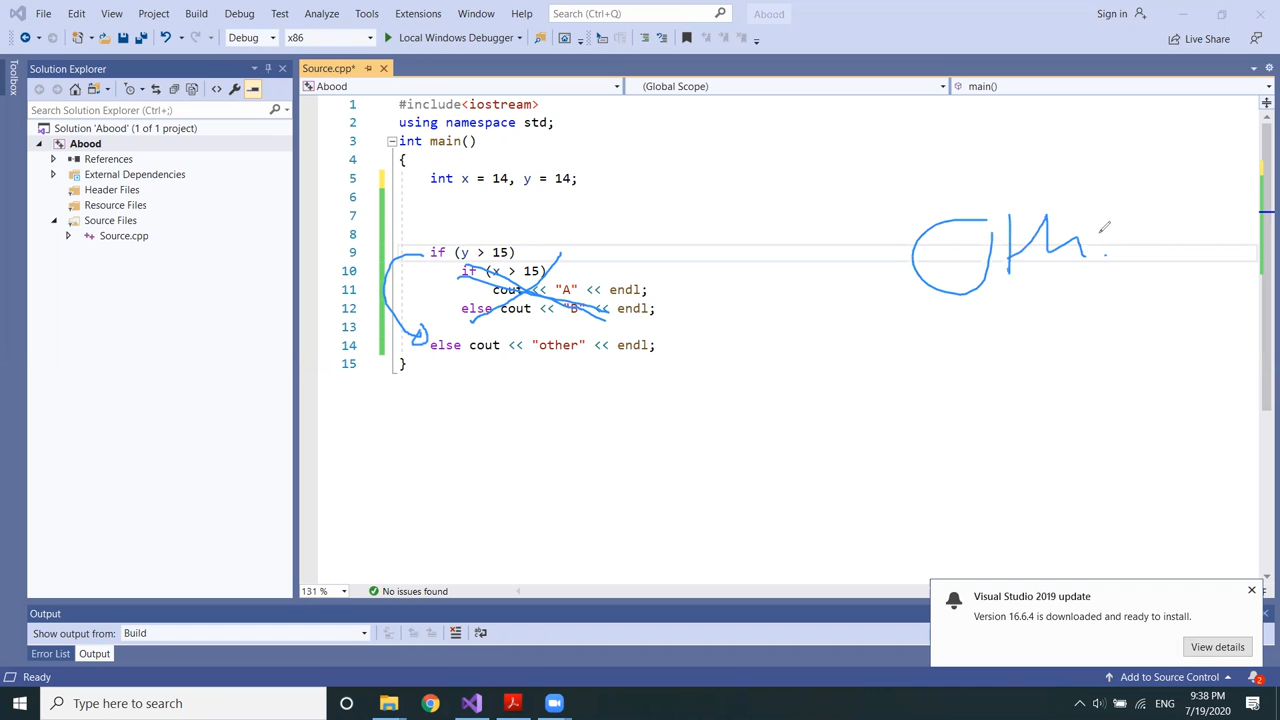 File Edit View Project Build Debug Test Analyze Tools Extensions Window Help Search (Ctrl+Q) Abood Sign in
Debug x86 Local Windows Debugger Live Share
Toolbox
Solution Explorer
Search Solution Explorer (Ctrl+;)
Solution 'Abood' (1 of 1 project)
Abood
References
External Dependencies
Header Files
Resource Files
Source Files
Source.cpp
Source.cpp*
Abood (Global Scope) main()
1 #include<iostream>
2 using namespace std;
3 int main()
4 {
5 int x = 14, y = 14;
6
7
8
9 if (y > 15)
10 if (x > 15)
11 cout << "A" << endl;
12 else cout << "B" << endl;
13
14 else cout << "other" << endl;
15 }
131 % No issues found
Visual Studio 2019 update
Version 16.6.4 is downloaded and ready to install.
View details
Output
Show output from: Build
Error List Output
Ready Add to Source Control 2
Type here to search
ENG 9:38 PM
7/19/2020